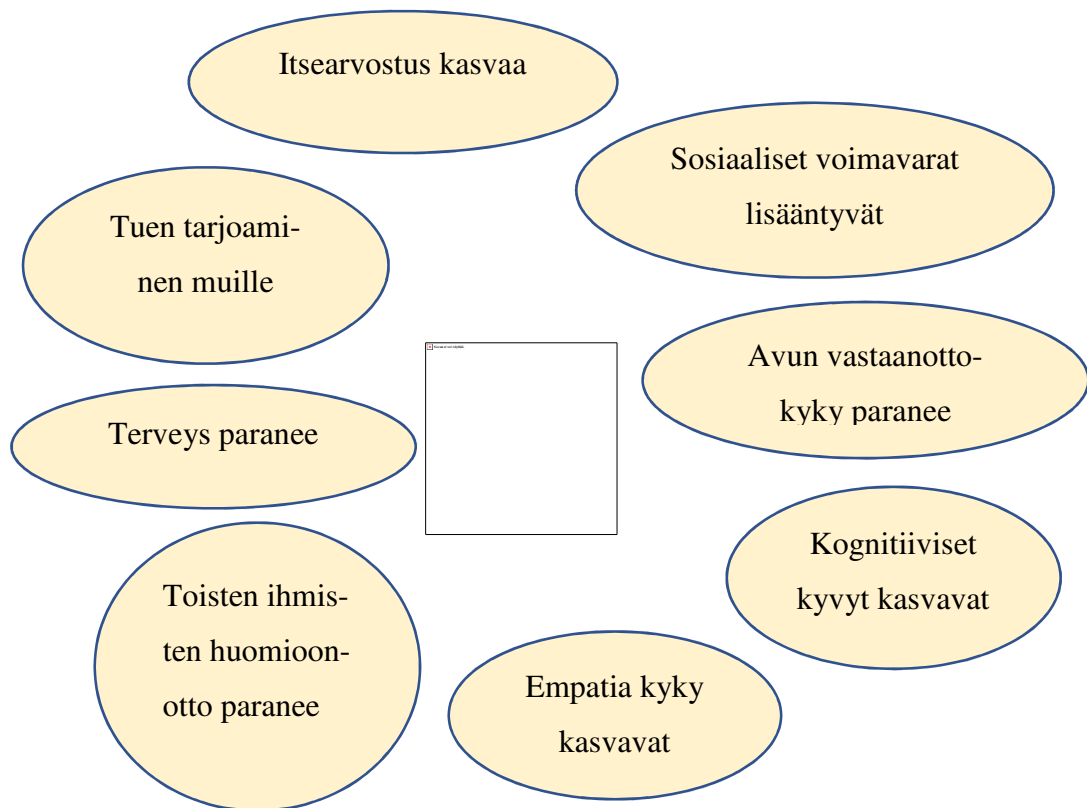 Itsearvostus kasvaa
Sosiaaliset voimavarat
lisääntyvät
Tuen tarjoami-
nen muille
Avun vastaanotto-
kyky paranee
Terveys paranee
Kognitiiviset
kyvyt kasvavat
Toisten ihmis-
ten huomioon-
otto paranee
Empatia kyky
kasvavat